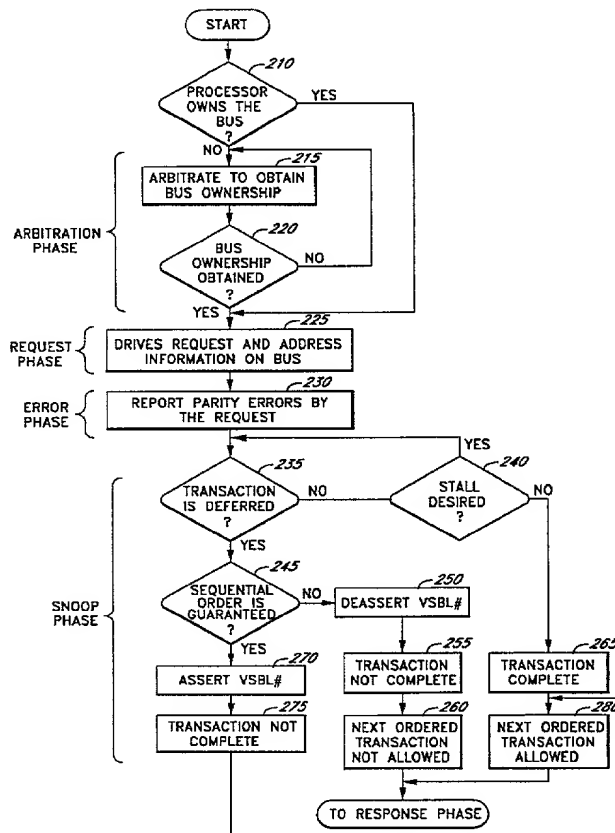 START
210
PROCESSOR
OWNS THE
BUS
?
YES
NO
215
ARBITRATE TO OBTAIN
BUS OWNERSHIP
ARBITRATION
PHASE
220
BUS
OWNERSHIP
OBTAINED
?
NO
YES
225
REQUEST
PHASE
DRIVES REQUEST AND ADDRESS
INFORMATION ON BUS
230
ERROR
PHASE
REPORT PARITY ERRORS BY
THE REQUEST
YES
235
TRANSACTION
IS DEFERRED
?
NO
240
STALL
DESIRED
?
NO
YES
SNOOP
PHASE
245
SEQUENTIAL
ORDER IS
GUARANTEED
?
NO
250
DEASSERT VSBL#
YES
270
ASSERT VSBL#
255
TRANSACTION
NOT COMPLETE
265
TRANSACTION
COMPLETE
275
TRANSACTION NOT
COMPLETE
260
NEXT ORDERED
TRANSACTION
NOT ALLOWED
280
NEXT ORDERED
TRANSACTION
ALLOWED
TO RESPONSE PHASE